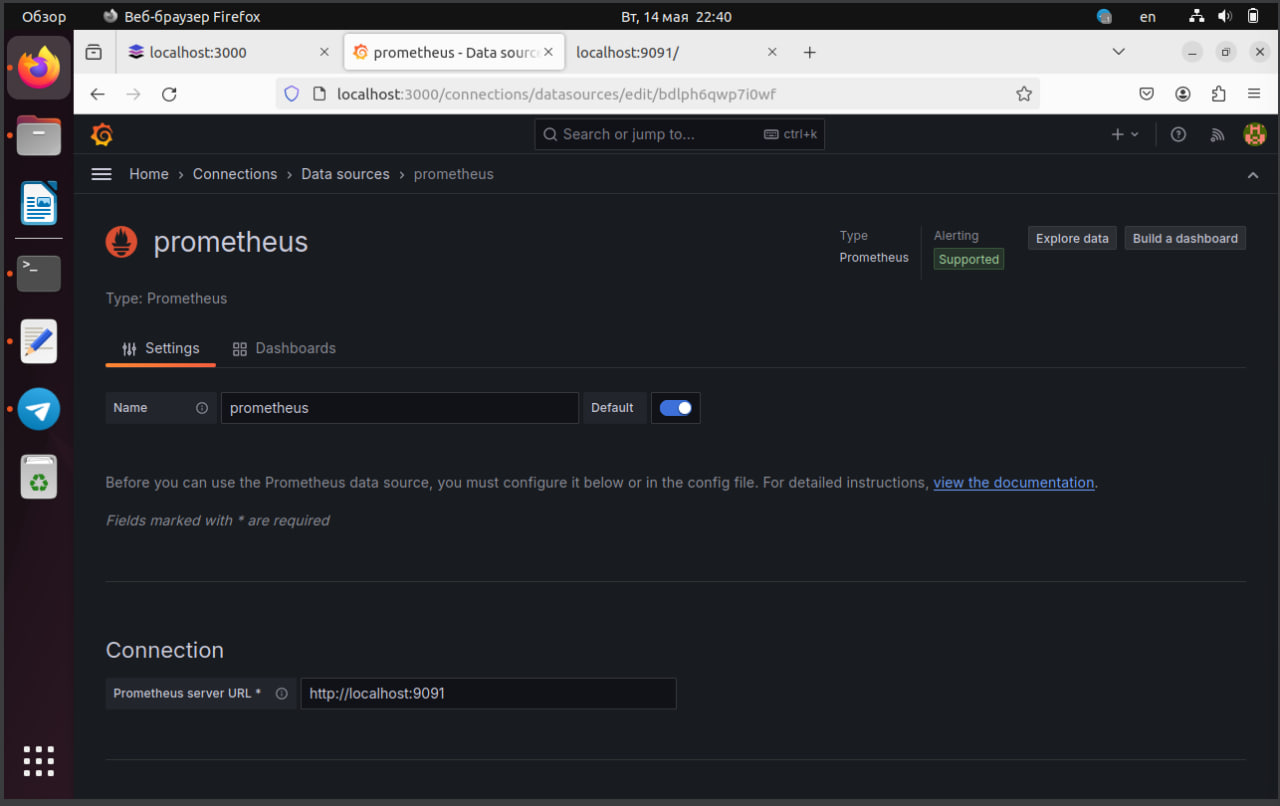 Обзор Веб-браузер Firefox Вт, 14 мая 22:40 en
localhost:3000 prometheus - Data sourc localhost:9091/
localhost:3000/connections/datasources/edit/bdlph6qwp7i0wf
Search or jump to... ctrl+k
Home › Connections › Data sources › prometheus
prometheus
Type
Prometheus
Alerting
Supported
Explore data
Build a dashboard
Type: Prometheus
Settings Dashboards
Name prometheus Default
Before you can use the Prometheus data source, you must configure it below or in the config file. For detailed instructions, view the documentation.
Fields marked with * are required
Connection
Prometheus server URL * http://localhost:9091